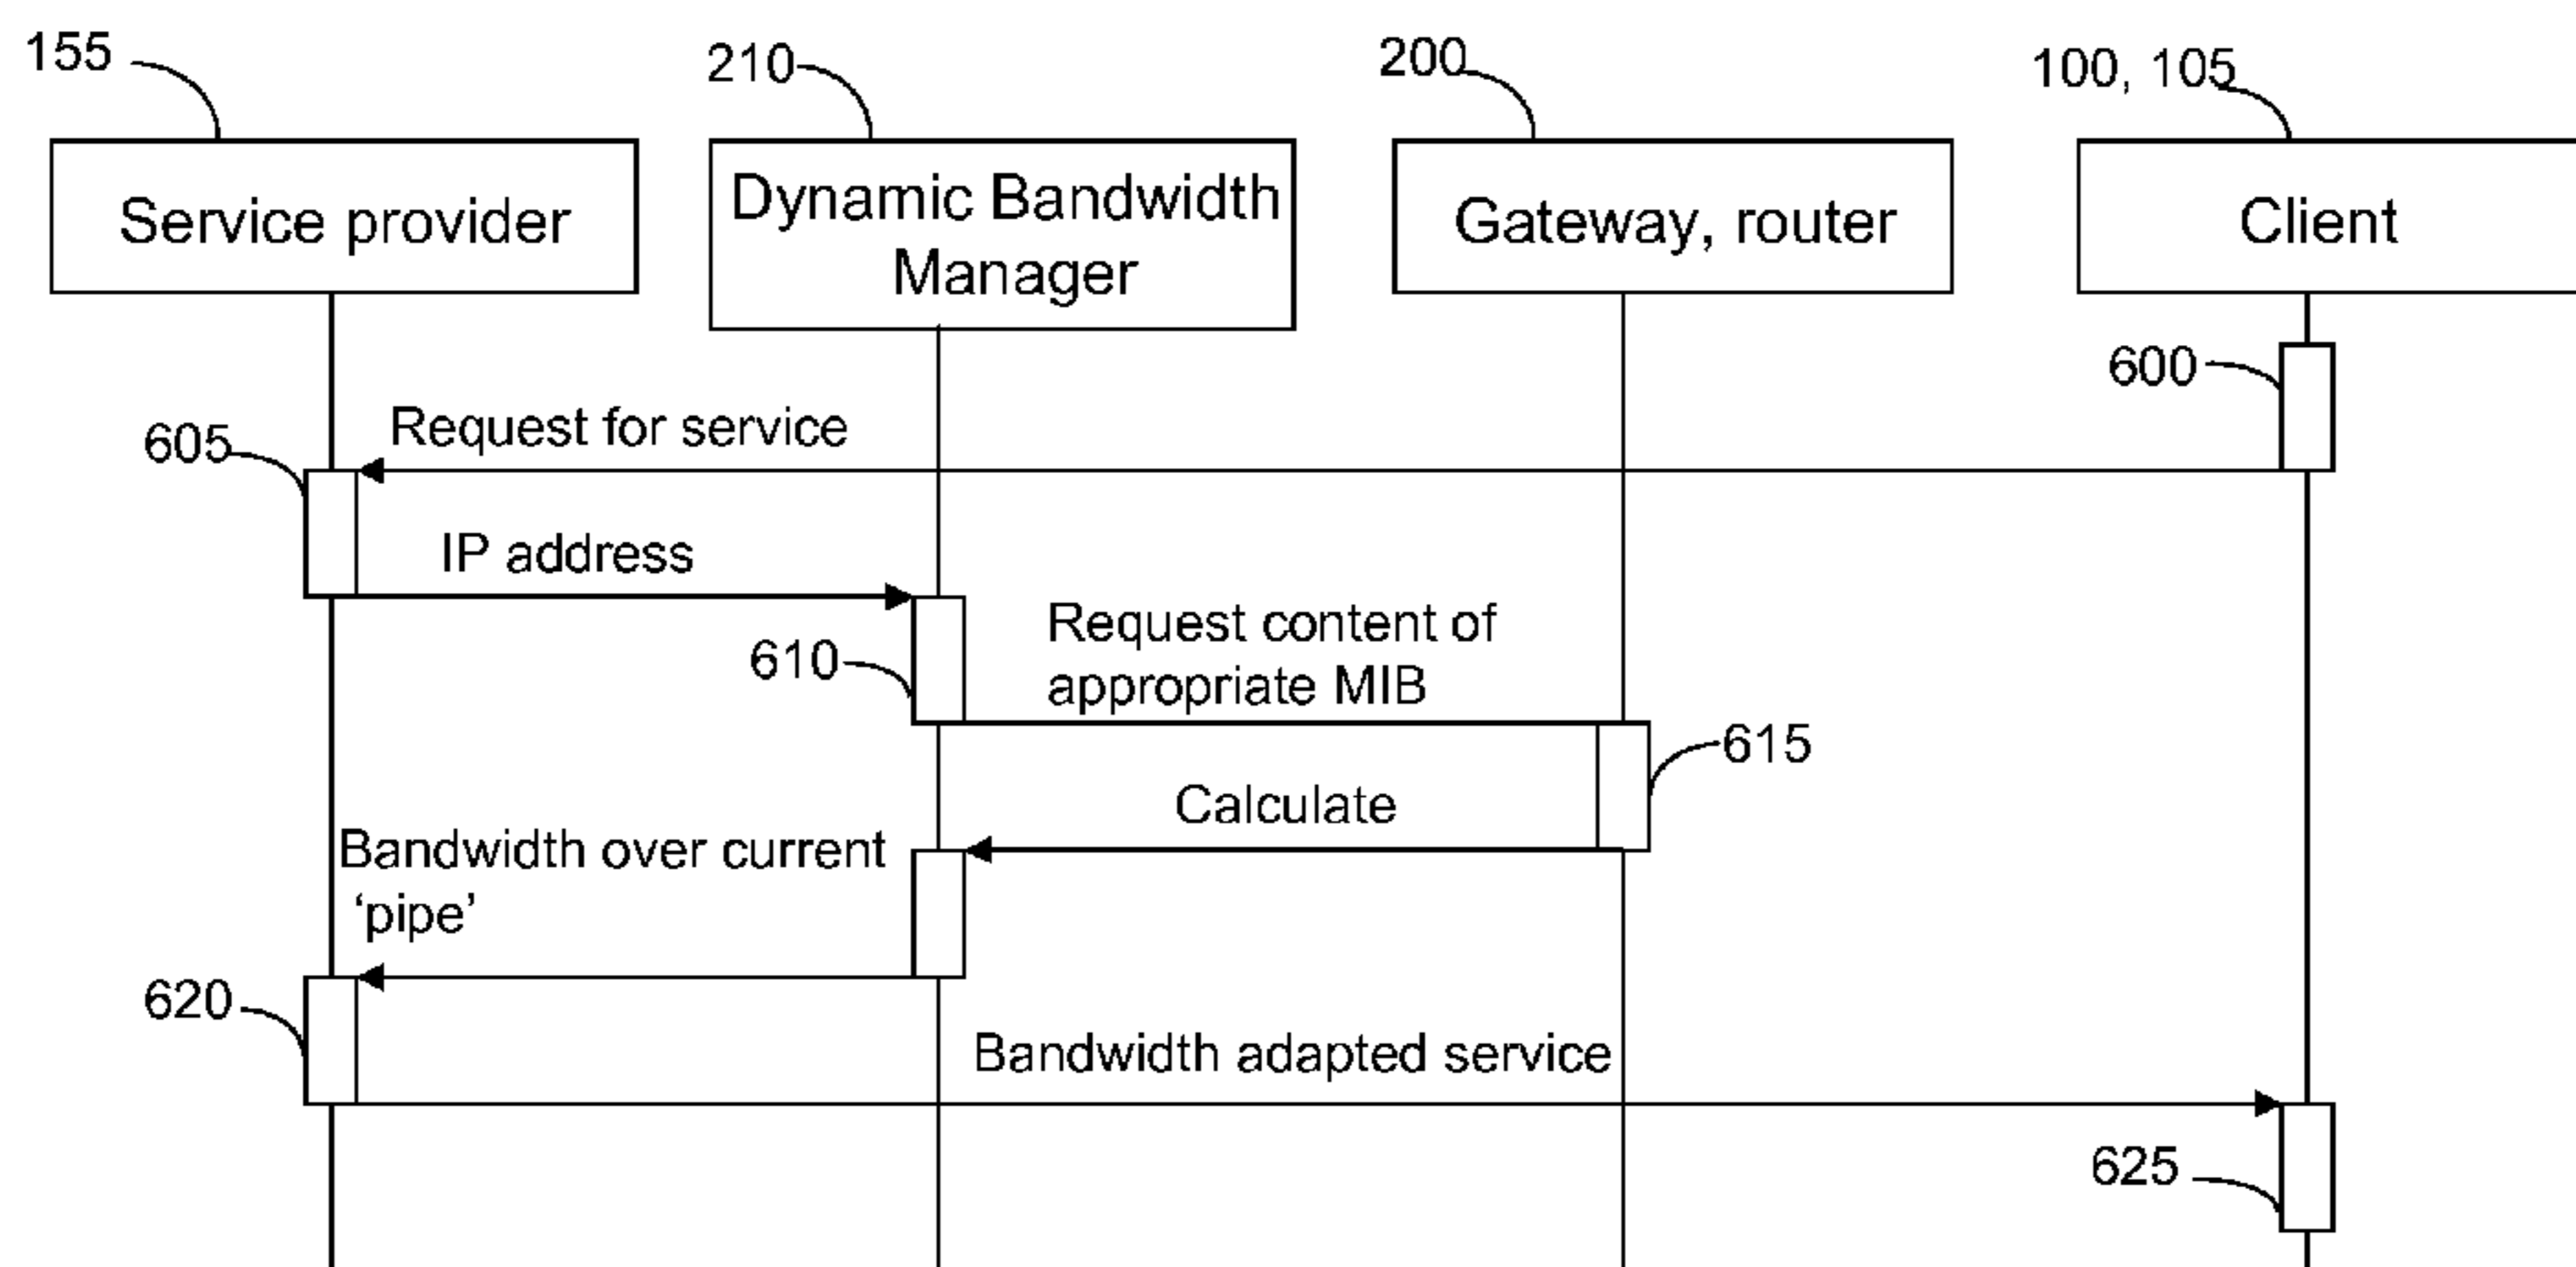 155
210
200
100, 105
Service provider
Dynamic Bandwidth
Manager
Gateway, router
Client
600
605
Request for service
IP address
610
Request content of
appropriate MIB
615
Calculate
Bandwidth over current
‘pipe’
620
Bandwidth adapted service
625